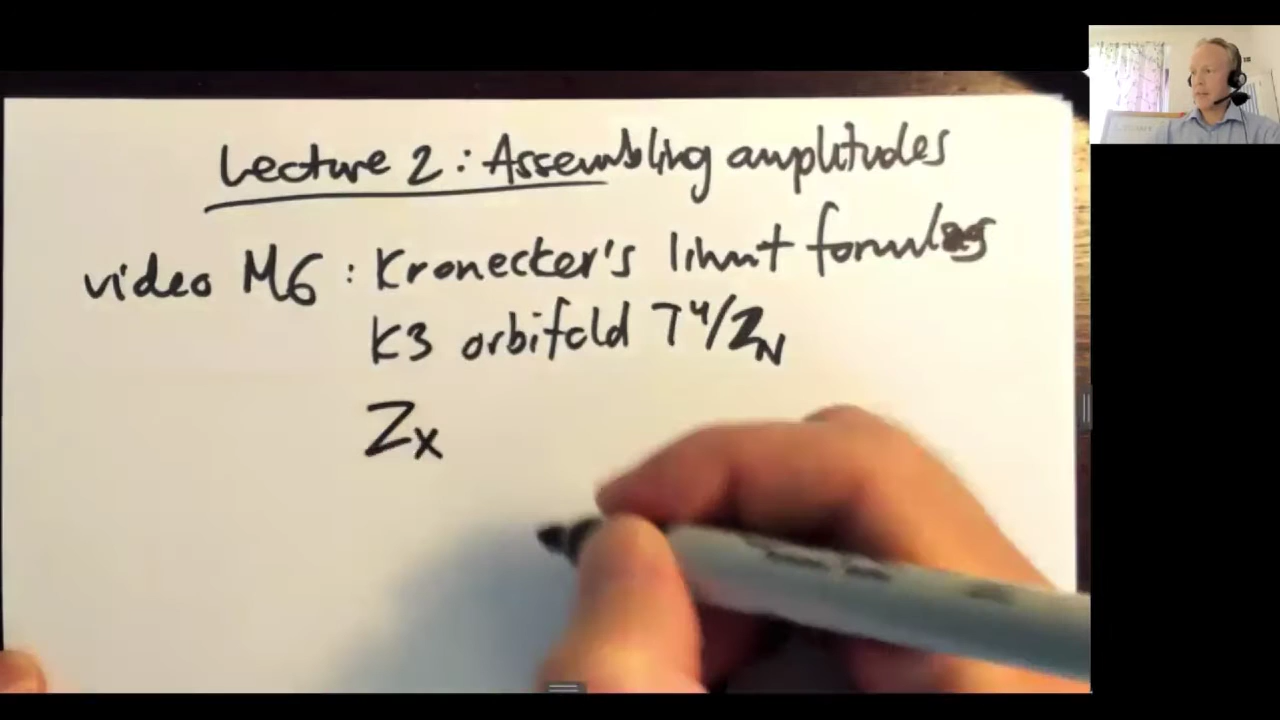 Lecture 2: Assembling amplitudes
video M6: Kronecker's limit formulas
K3 orbifold T⁴/Z_N
Z_X